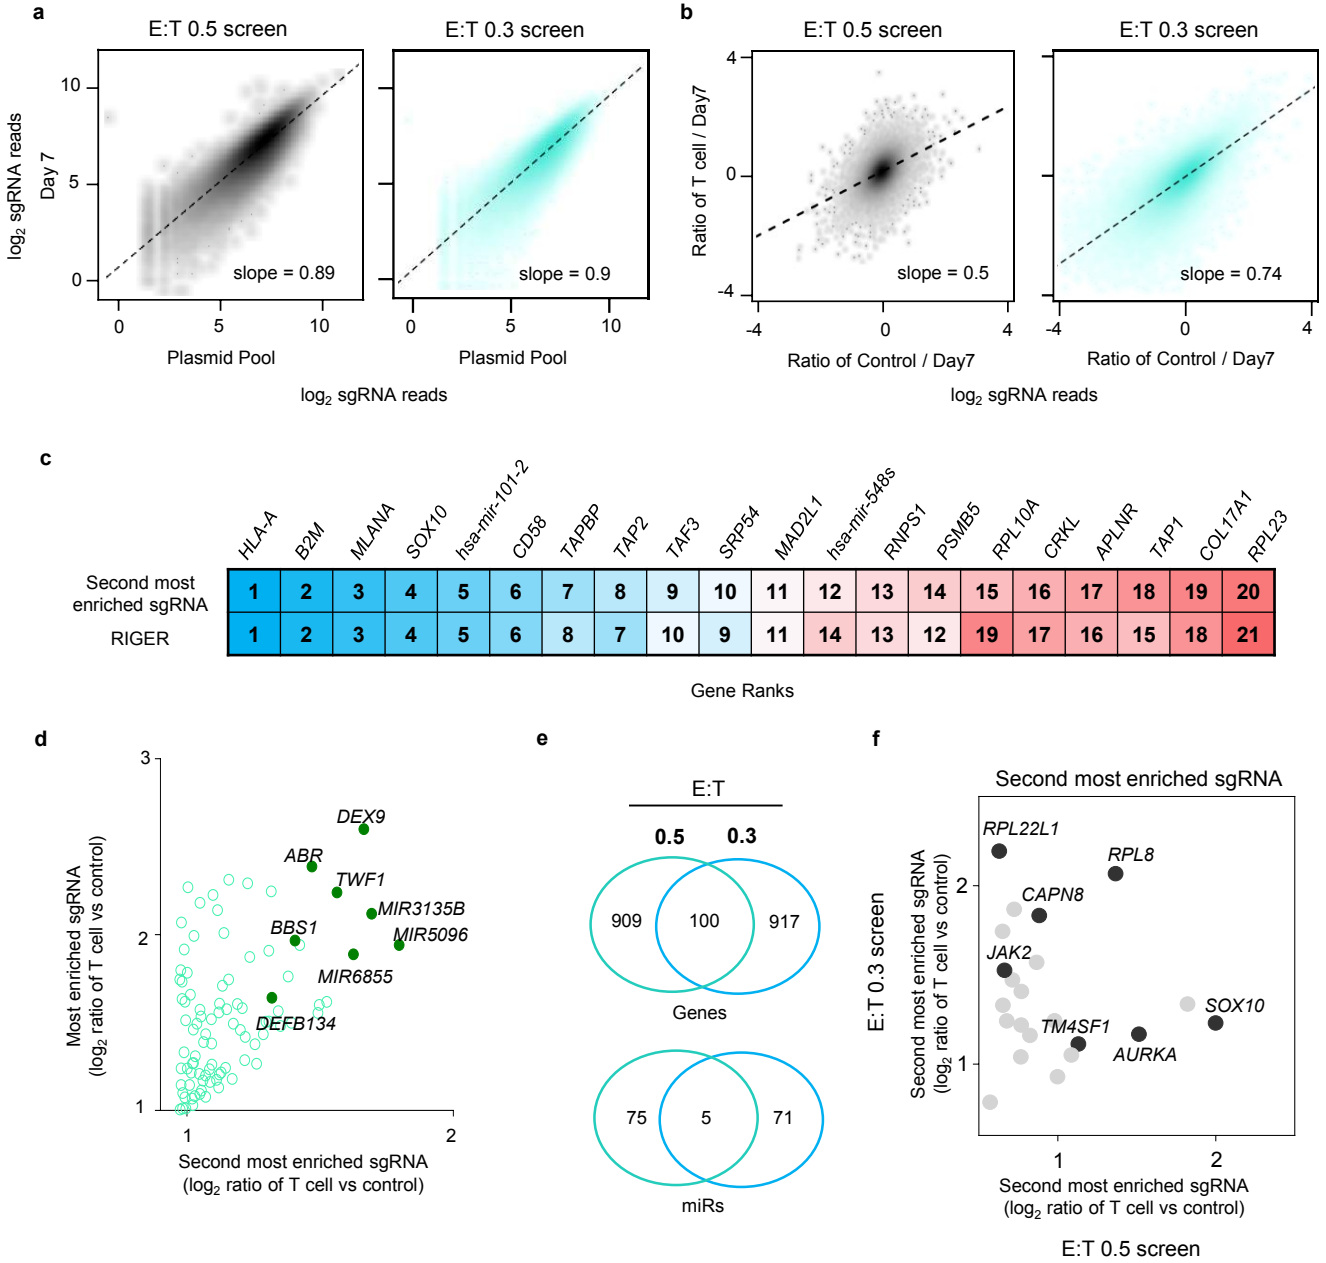 a
E:T 0.5 screen
E:T 0.3 screen
log2 sgRNA reads
Day 7
10
5
0
slope = 0.89
slope = 0.9
0
5
10
0
5
10
Plasmid Pool
Plasmid Pool
log2 sgRNA reads
b
E:T 0.5 screen
E:T 0.3 screen
Ratio of T cell / Day7
4
0
-4
slope = 0.5
slope = 0.74
-4
0
4
-4
0
4
Ratio of Control / Day7
Ratio of Control / Day7
log2 sgRNA reads
c
HLA-A B2M MLANA SOX10 hsa-mir-101-2 CD58 TAPBP TAP2 TAF3 SRP54 MAD2L1 hsa-mir-548s RNPS1 PSMB5 RPL10A CRKL APLNR TAP1 COL17A1 RPL23
Second most
enriched sgRNA
1 2 3 4 5 6 7 8 9 10 11 12 13 14 15 16 17 18 19 20
RIGER
1 2 3 4 5 6 8 7 10 9 11 14 13 12 19 17 16 15 18 21
Gene Ranks
d
Most enriched sgRNA
(log2 ratio of T cell vs control)
3
2
1
DEX9
ABR
TWF1
MIR3135B
BBS1
MIR5096
MIR6855
DEFB134
1
2
Second most enriched sgRNA
(log2 ratio of T cell vs control)
e
E:T
0.5
0.3
909
100
917
Genes
75
5
71
miRs
f
Second most enriched sgRNA
E:T 0.3 screen
Second most enriched sgRNA
(log2 ratio of T cell vs control)
2
1
RPL22L1
RPL8
CAPN8
JAK2
SOX10
TM4SF1
AURKA
1
2
Second most enriched sgRNA
(log2 ratio of T cell vs control)
E:T 0.5 screen